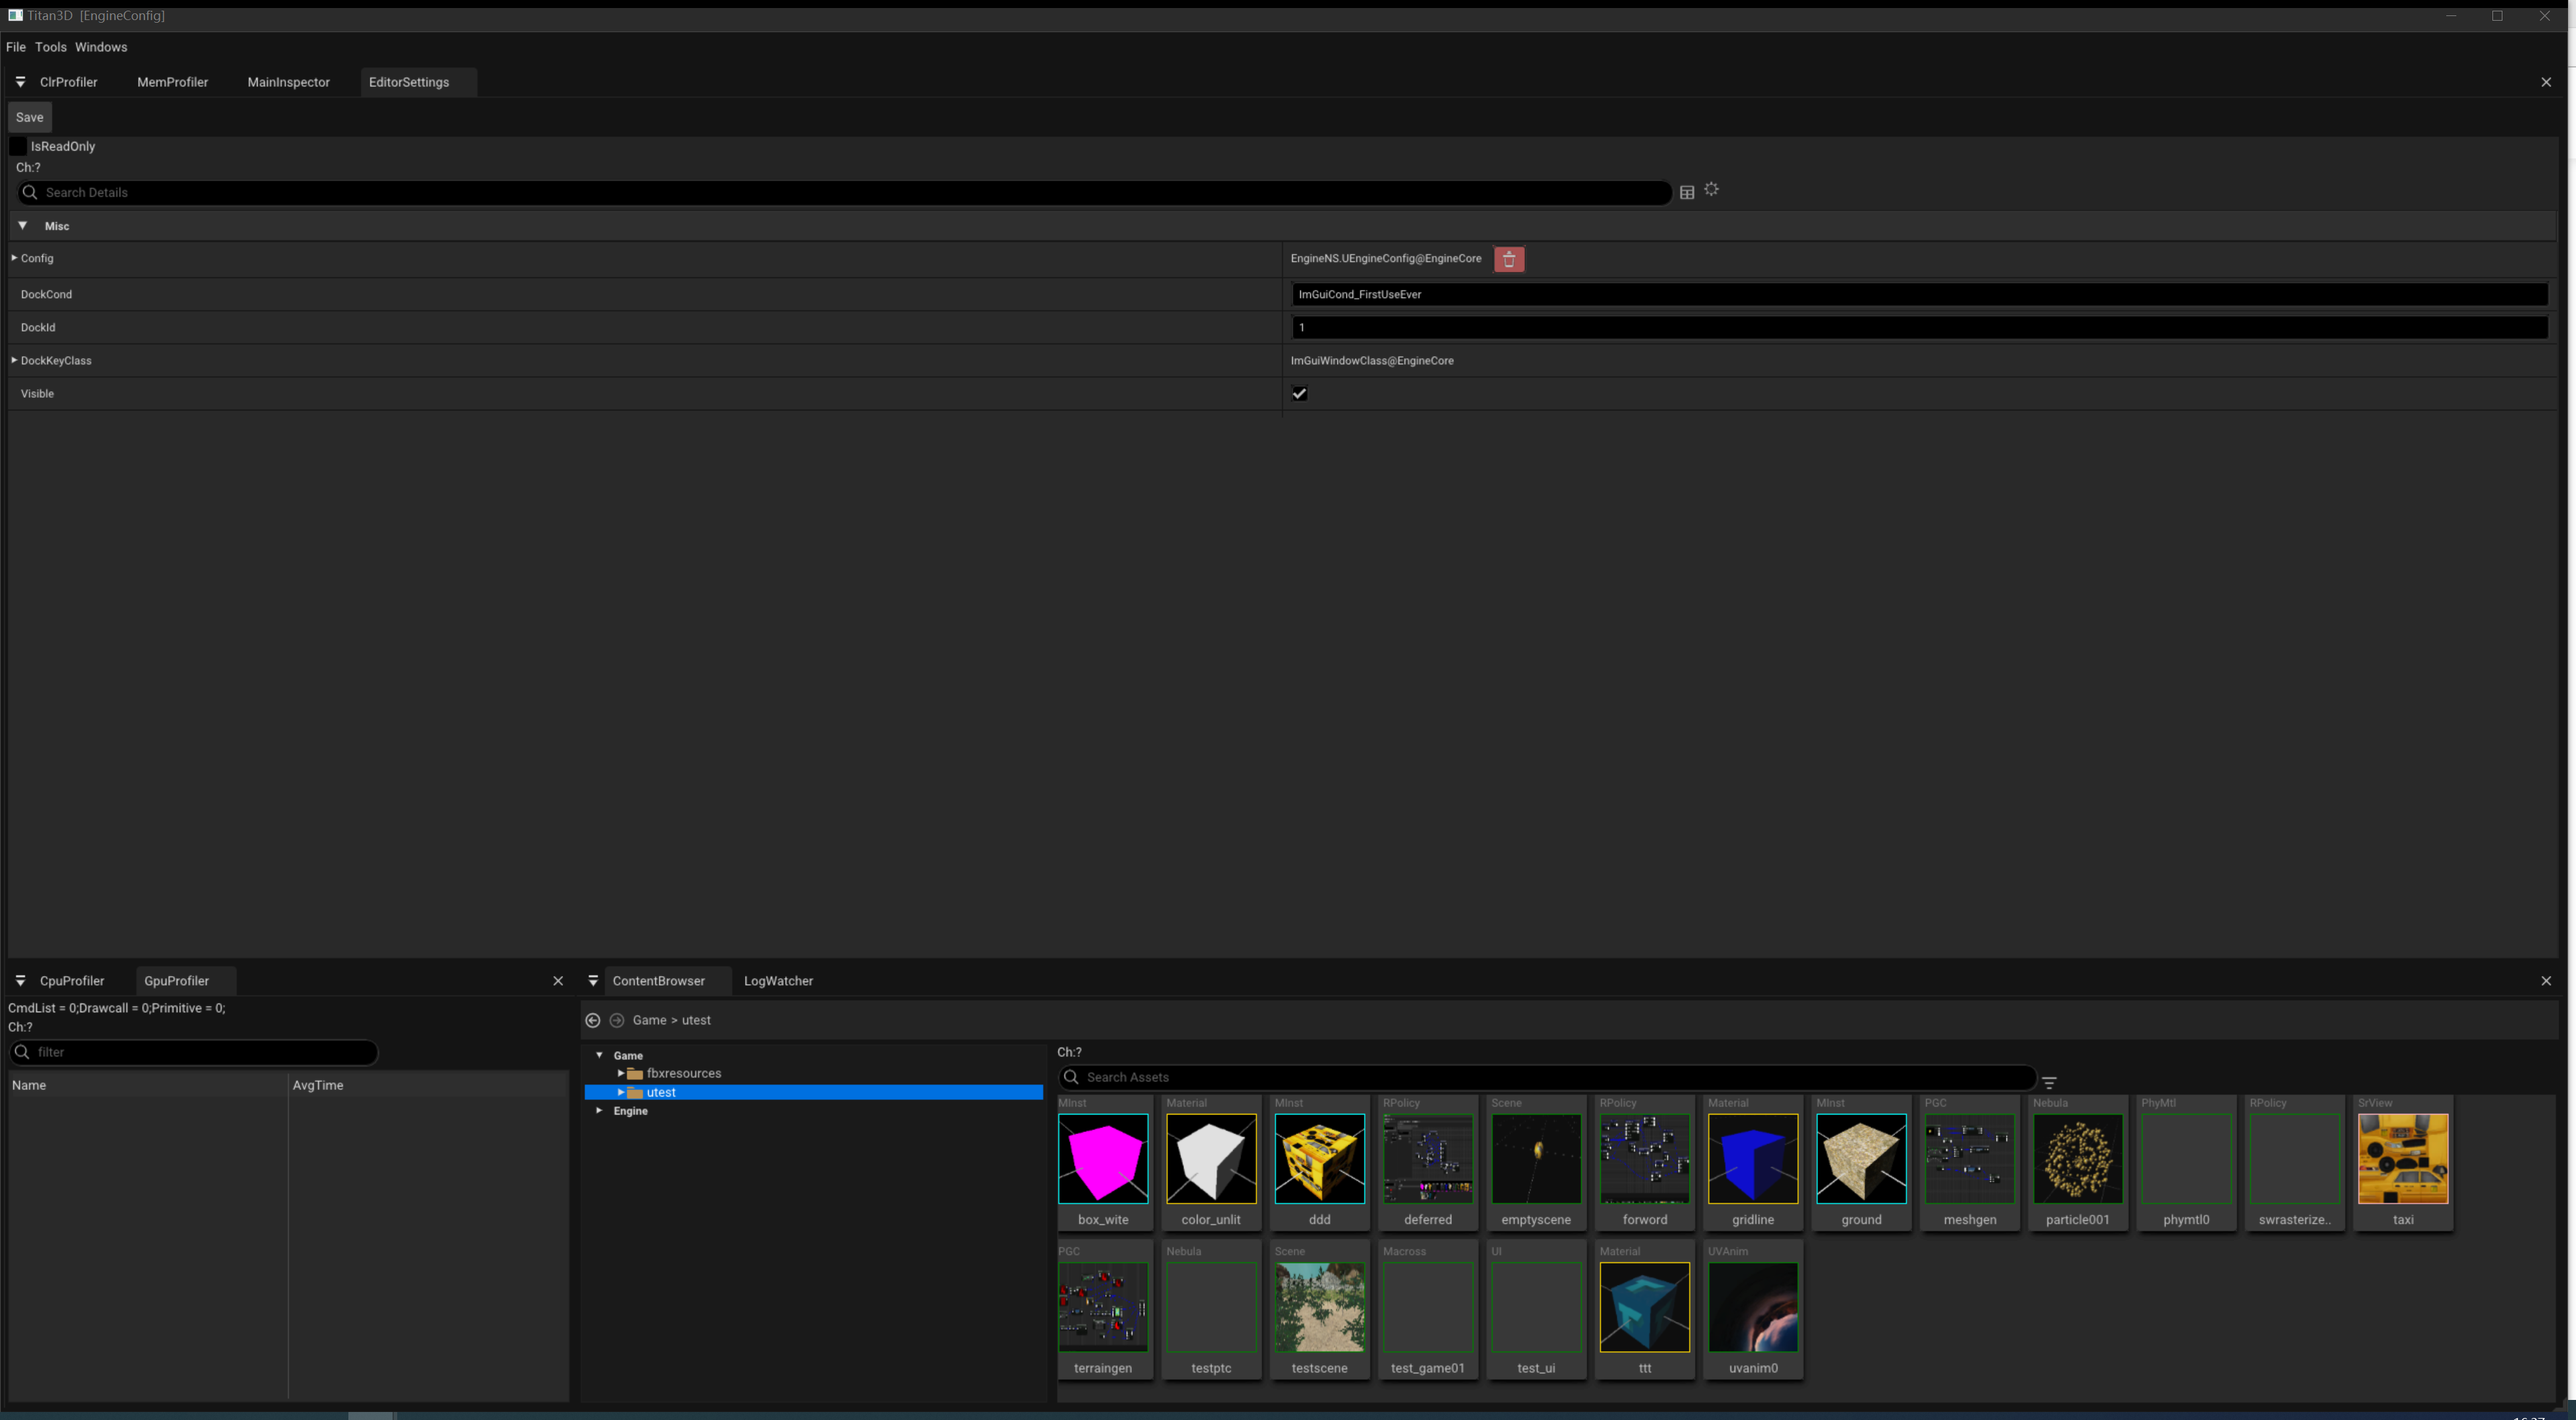 Titan3D [EngineConfig]
File Tools Windows
ClrProfiler MemProfiler MainInspector EditorSettings
Save
IsReadOnly
Ch:?
Search Details
Misc
Config EngineNS.UEngineConfig@EngineCore
DockCond ImGuiCond_FirstUseEver
DockId 1
DockKeyClass ImGuiWindowClass@EngineCore
Visible
CpuProfiler GpuProfiler
CmdList = 0;Drawcall = 0;Primitive = 0;
Ch:?
filter
Name AvgTime
ContentBrowser LogWatcher
Game > utest
Game
fbxresources
utest
Engine
Ch:?
Search Assets
MInst Material MInst RPolicy Scene RPolicy Material MInst PGC Nebula PhyMtl RPolicy SrView
box_wite color_unlit ddd deferred emptyscene forword gridline ground meshgen particle001 phymtl0 swrasterize.. taxi
PGC Nebula Scene Macross UI Material UVAnim
terraingen testptc testscene test_game01 test_ui ttt uvanim0